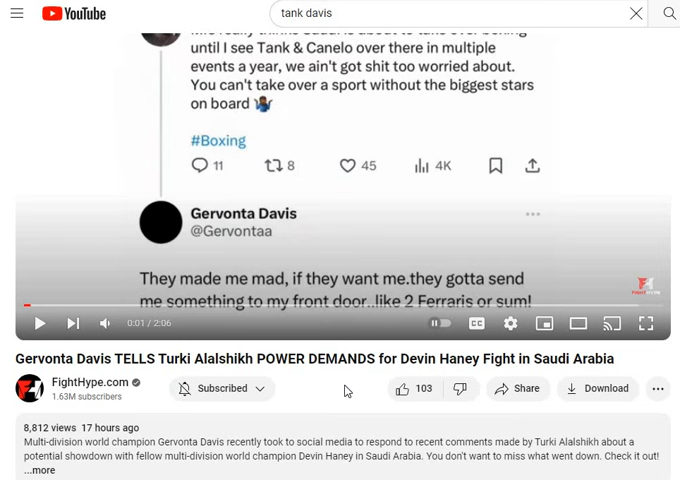 YouTube
tank davis
until I see Tank & Canelo over there in multiple
events a year, we ain't got shit too worried about.
You can't take over a sport without the biggest stars
on board 🤷🏾‍♂️
#Boxing
11 8 45 4K
Gervonta Davis
@Gervontaa
They made me mad, if they want me.they gotta send
me something to my front door..like 2 Ferraris or sum!
0:01 / 2:06
CC
Gervonta Davis TELLS Turki Alalshikh POWER DEMANDS for Devin Haney Fight in Saudi Arabia
FightHype.com
1.63M subscribers
Subscribed
103
Share
Download
8,812 views 17 hours ago
Multi-division world champion Gervonta Davis recently took to social media to respond to recent comments made by Turki Alalshikh about a
potential showdown with fellow multi-division world champion Devin Haney in Saudi Arabia. You don't want to miss what went down. Check it out!
...more